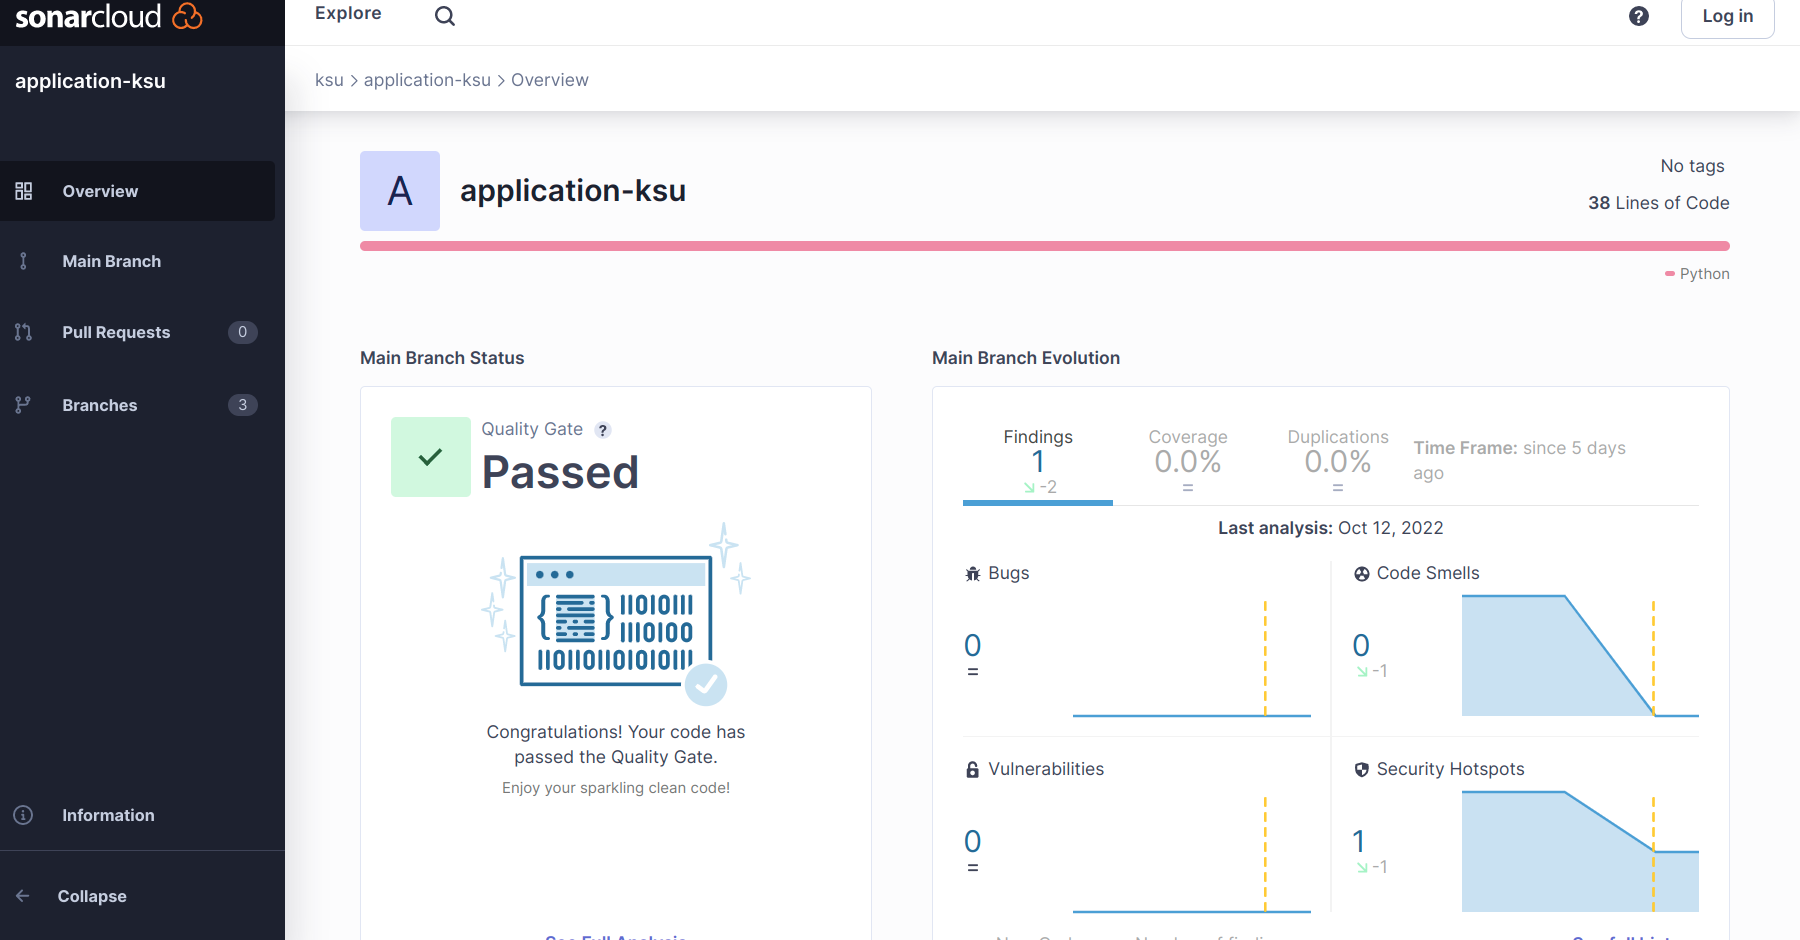 sonarcloud
Explore
Log in
application-ksu
ksu > application-ksu > Overview
Overview
Main Branch
Pull Requests 0
Branches 3
Information
Collapse
A
application-ksu
No tags
38 Lines of Code
Python
Main Branch Status
Quality Gate ?
Passed
Congratulations! Your code has
passed the Quality Gate.
Enjoy your sparkling clean code!
See Full Analysis
Main Branch Evolution
Findings
1
-2
Coverage
0.0%
=
Duplications
0.0%
=
Time Frame: since 5 days
ago
Last analysis: Oct 12, 2022
Bugs
0
=
Code Smells
0
-1
Vulnerabilities
0
=
Security Hotspots
1
-1